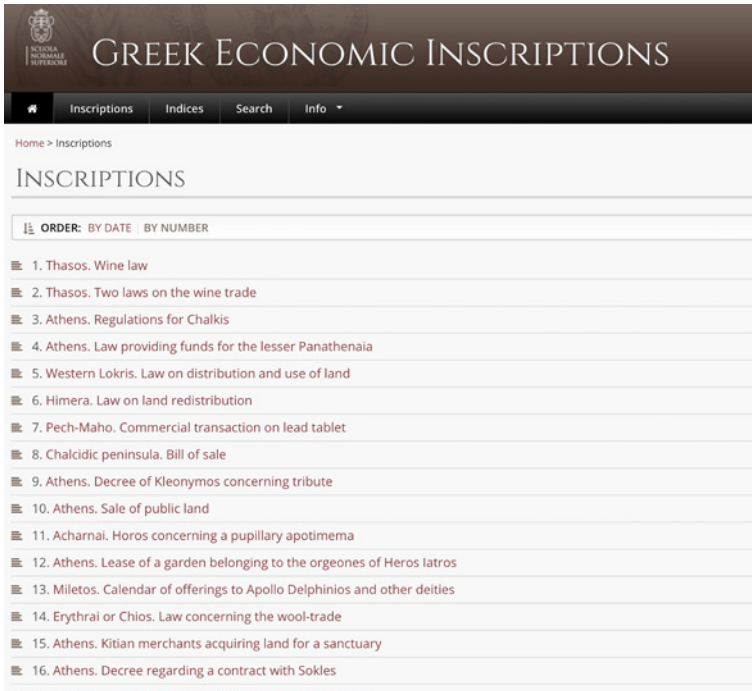 SCUOLA
NORMALE
SUPERIORE
GREEK ECONOMIC INSCRIPTIONS
Inscriptions Indices Search Info
Home > Inscriptions
INSCRIPTIONS
ORDER: BY DATE | BY NUMBER
1. Thasos. Wine law
2. Thasos. Two laws on the wine trade
3. Athens. Regulations for Chalkis
4. Athens. Law providing funds for the lesser Panathenaia
5. Western Lokris. Law on distribution and use of land
6. Himera. Law on land redistribution
7. Pech-Maho. Commercial transaction on lead tablet
8. Chalcidic peninsula. Bill of sale
9. Athens. Decree of Kleonymos concerning tribute
10. Athens. Sale of public land
11. Acharnai. Horos concerning a pupillary apotimema
12. Athens. Lease of a garden belonging to the orgeones of Heros Iatros
13. Miletos. Calendar of offerings to Apollo Delphinios and other deities
14. Erythrai or Chios. Law concerning the wool-trade
15. Athens. Kitian merchants acquiring land for a sanctuary
16. Athens. Decree regarding a contract with Sokles